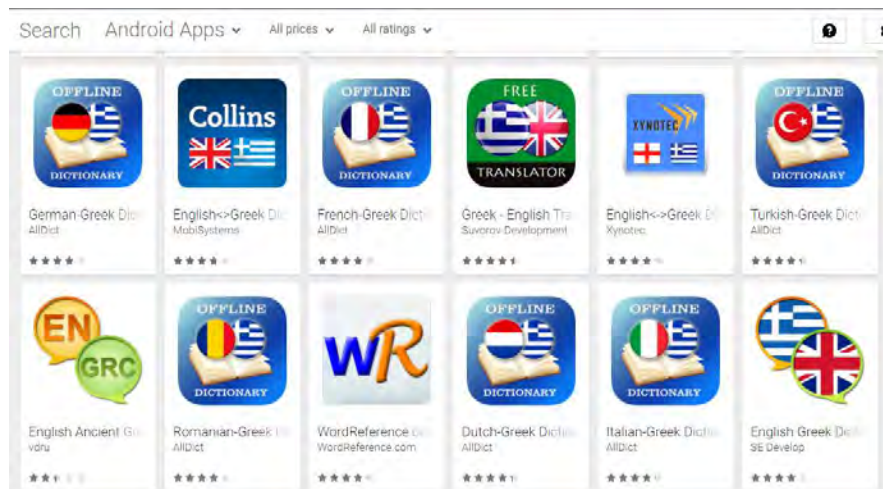 Search Android Apps All prices All ratings
OFFLINE
DICTIONARY
Collins
OFFLINE
DICTIONARY
FREE
TRANSLATOR
XYNOTEC
OFFLINE
DICTIONARY
German-Greek Dic
AllDict
English<>Greek Dic
MobiSystems
French-Greek Dict
AllDict
Greek - English Tra
Suvorov Development
English<->Greek D
Xynotec
Turkish-Greek Dict
AllDict
EN
GRC
OFFLINE
DICTIONARY
WR
OFFLINE
DICTIONARY
OFFLINE
DICTIONARY
English Ancient Gr
vdru
Romanian-Greek
AllDict
WordReference
WordReference.com
Dutch-Greek Dictio
AllDict
Italian-Greek Dictio
AllDict
English Greek Dict
SE Develop